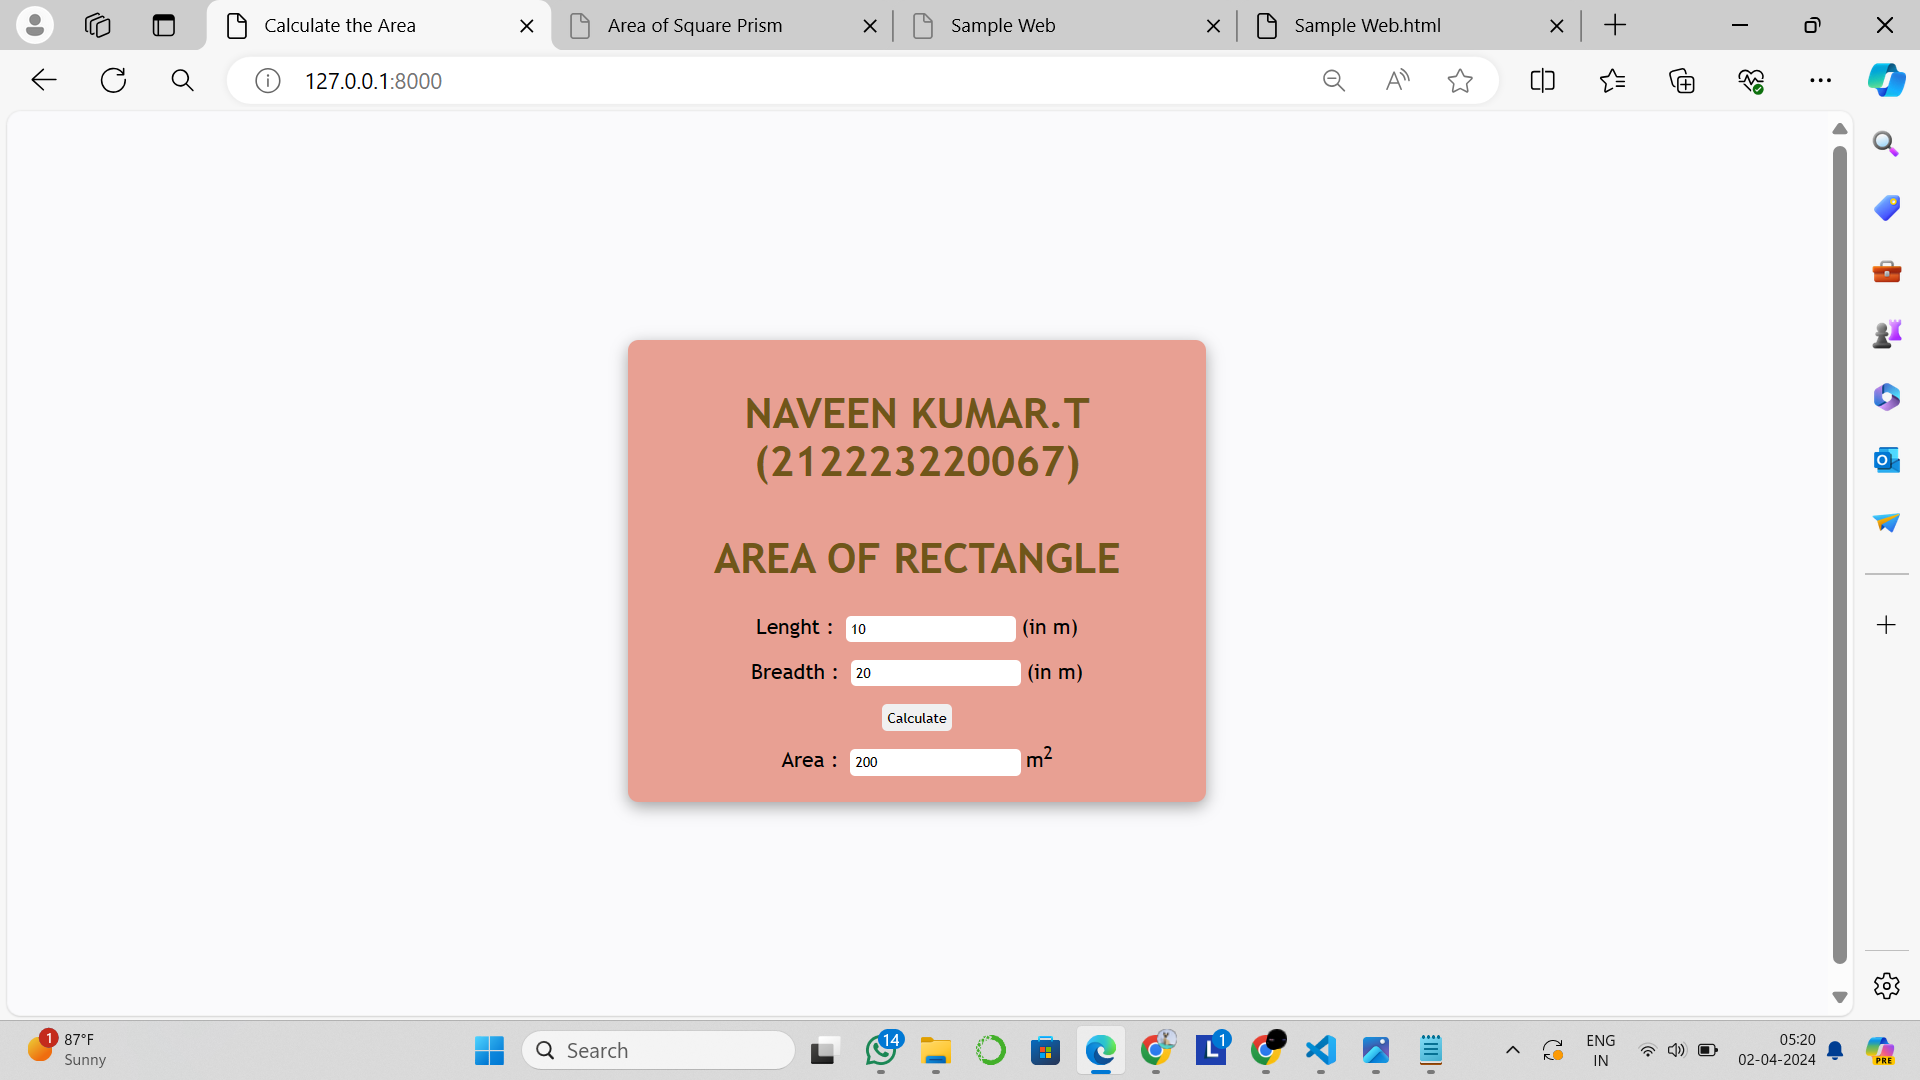 Calculate the Area
Area of Square Prism
Sample Web
Sample Web.html
127.0.0.1:8000
NAVEEN KUMAR.T
(212223220067)
AREA OF RECTANGLE
Lenght : 10 (in m)
Breadth : 20 (in m)
Calculate
Area : 200 m2
1
87°F
Sunny
Search
14
L
1
ENG
IN
05:20
02-04-2024
PRE